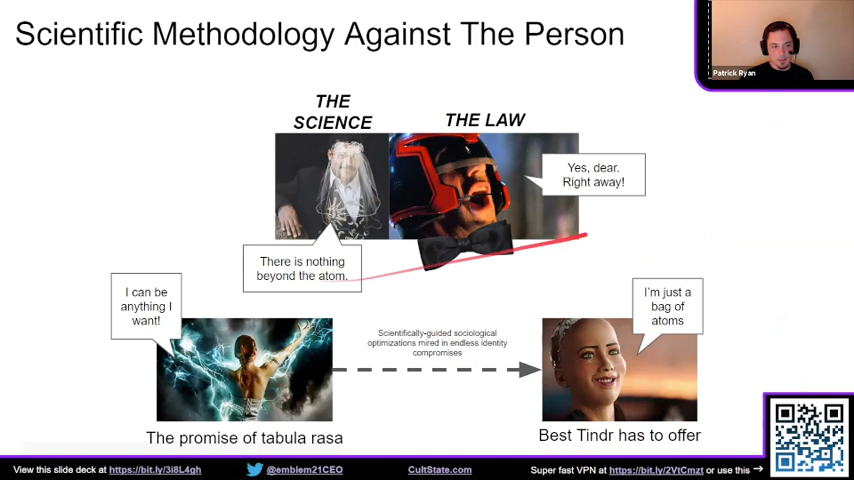 Scientific Methodology Against The Person
Patrick Ryan
THE
SCIENCE
THE LAW
Yes, dear.
Right away!
There is nothing
beyond the atom.
I can be
anything I
want!
I'm just a
bag of
atoms
Scientifically-guided sociological
optimizations mired in endless identity
compromises
The promise of tabula rasa
Best Tindr has to offer
View this slide deck at https://bit.ly/3i8L4gh
@emblem21CEO
CultState.com
Super fast VPN at https://bit.ly/2VtCmzt or use this →